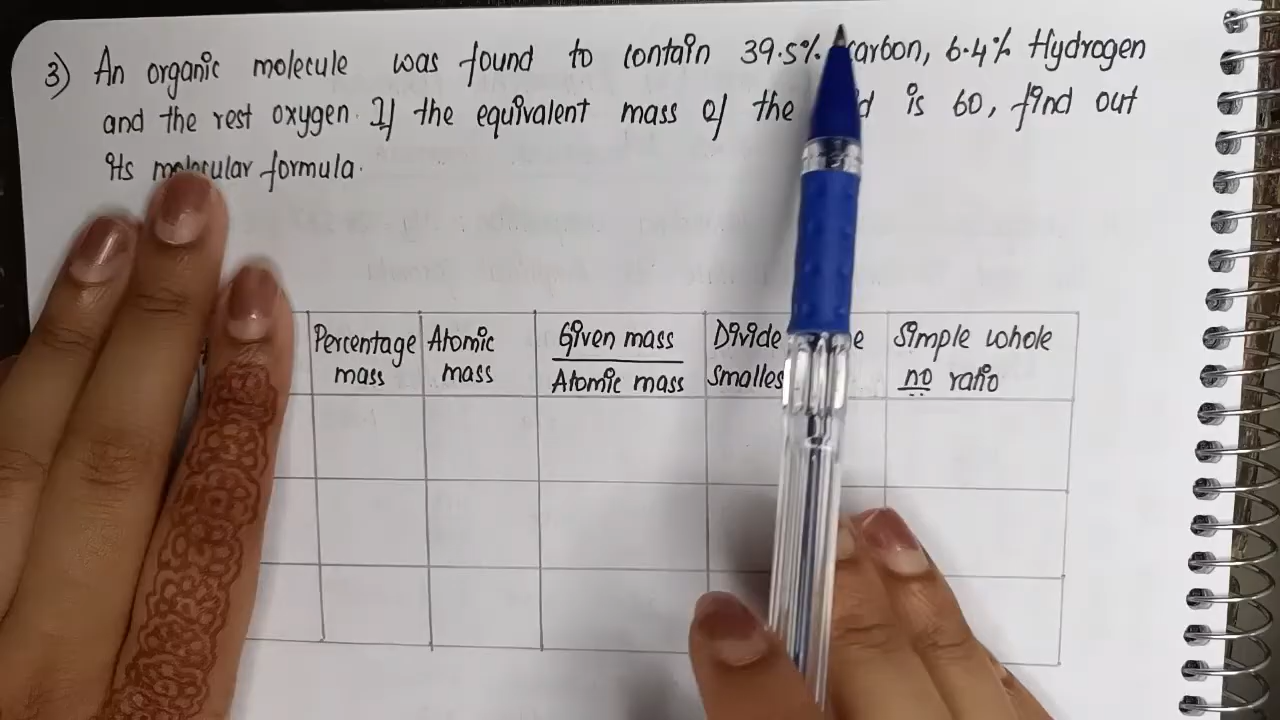 3) An organic molecule was found to contain 39.5% carbon, 6.4% Hydrogen
and the rest oxygen. If the equivalent mass of the is 60, find out
its molecular formula.
Percentage mass
Atomic mass
Given mass
Atomic mass
Divide
Simple whole
no ratio